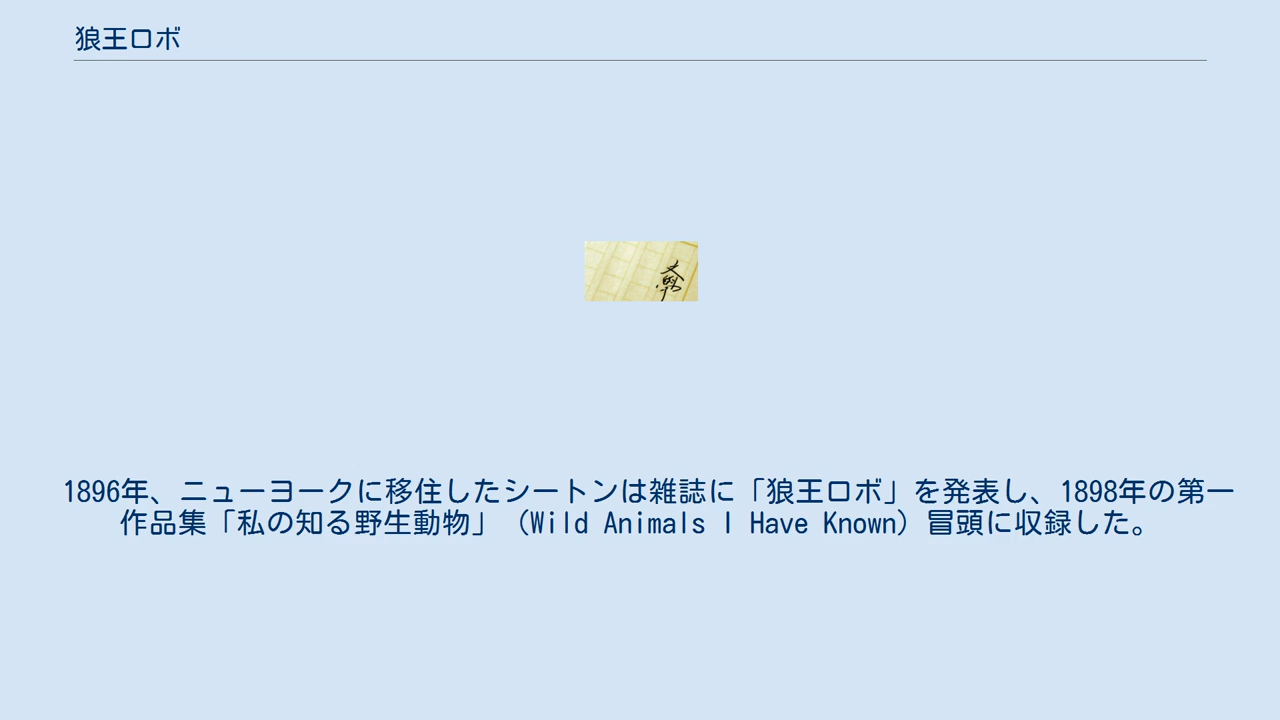 狼王ロボ
1896年、ニューヨークに移住したシートンは雑誌に「狼王ロボ」を発表し、1898年の第一
作品集「私の知る野生動物」（Wild Animals I Have Known）冒頭に収録した。